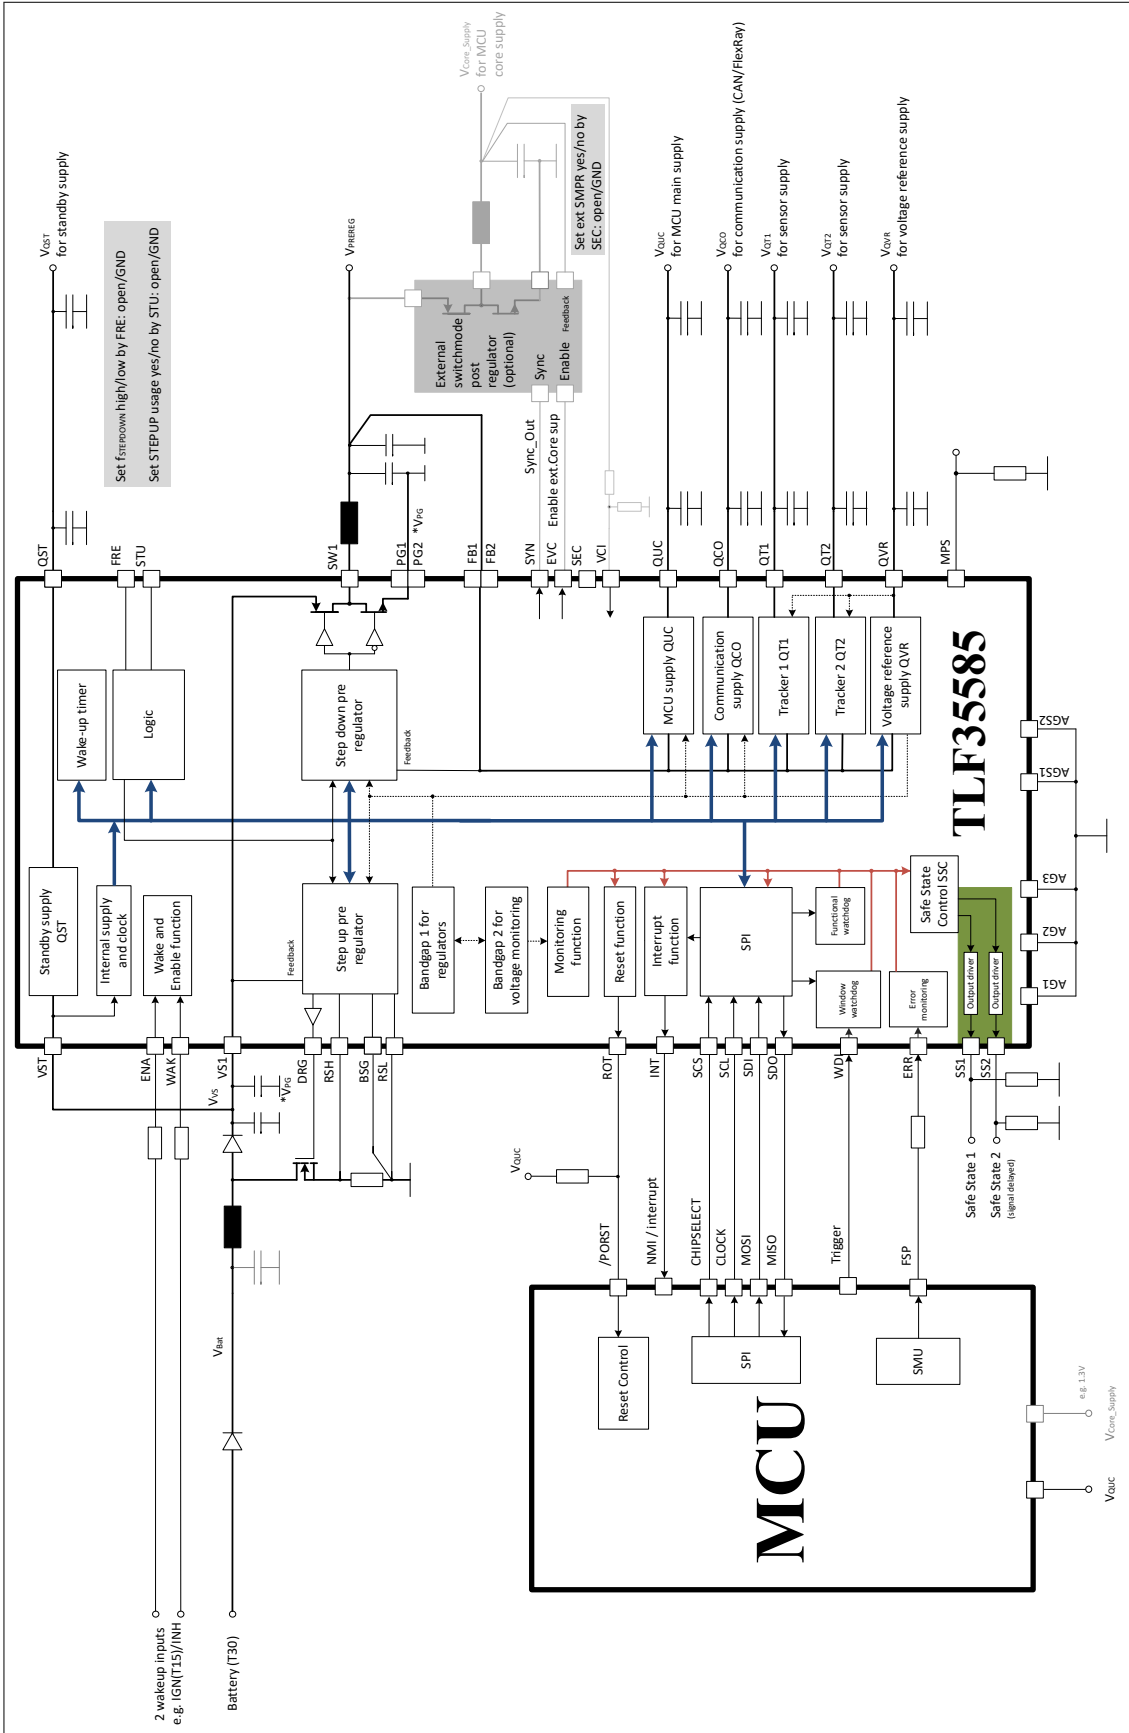 2 wakeup inputs
e.g. IGN(T15)/INH
Battery (T30)
VBat
VVS
*VPG
VST
ENA
WAK
VS1
DRG
RSH
BSG
RSL
ROT
INT
SCS
SCL
SDI
SDO
WDI
ERR
SS1
SS2
Standby supply
QST
Internal supply
and clock
Wake and
Enable function
Feedback
Step up pre
regulator
Bandgap 1 for
regulators
Bandgap 2 for
voltage monitoring
Monitoring
function
Reset function
Interrupt
function
SPI
Window
watchdog
Functional
watchdog
Error
monitoring
Safe State
Control SSC
Output driver
Output driver
Wake-up timer
Logic
Step down pre
regulator
Feedback
MCU supply QUC
Communication
supply QCO
Tracker 1 QT1
Tracker 2 QT2
Voltage reference
supply QVR
TLF35585
AG1
AG2
AG3
AGS1
AGS2
QST
FRE
STU
SW1
PG1
PG2
*VPG
FB1
FB2
SYN
EVC
SEC
VCI
QUC
QCO
QT1
QT2
QVR
MPS
Sync_Out
Enable ext.Core sup
VQST
for standby supply
Set fSTEPDOWN high/low by FRE: open/GND
Set STEPUP usage yes/no by STU: open/GND
VPREREG
External
switchmode
post
regulator
(optional)
Sync
Enable
Feedback
VCore_Supply
for MCU
core supply
Set ext SMPR yes/no by
SEC: open/GND
VQUC
for MCU main supply
VQCO
for communication supply (CAN/FlexRay)
VQT1
for sensor supply
VQT2
for sensor supply
VQVR
for voltage reference supply
VQUC
/PORST
NMI / interrupt
CHIPSELECT
CLOCK
MOSI
MISO
Trigger
FSP
Safe State 1
Safe State 2
(signal delayed)
Reset Control
SPI
SMU
MCU
e.g. 1.3V
VCore_Supply
VQUC